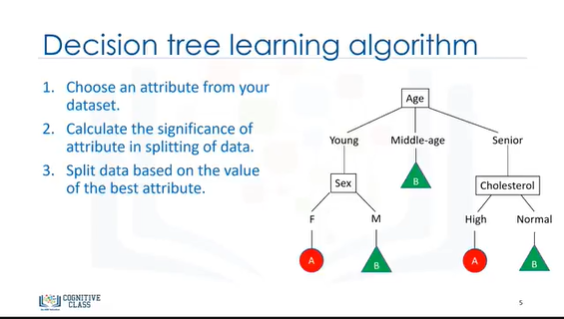 Decision tree learning algorithm
1. Choose an attribute from your
dataset.
2. Calculate the significance of
attribute in splitting of data.
3. Split data based on the value
of the best attribute.
Age
Young Middle-age Senior
B
Sex Cholesterol
F M High Normal
A B A B
COGNITIVE
CLASS
5